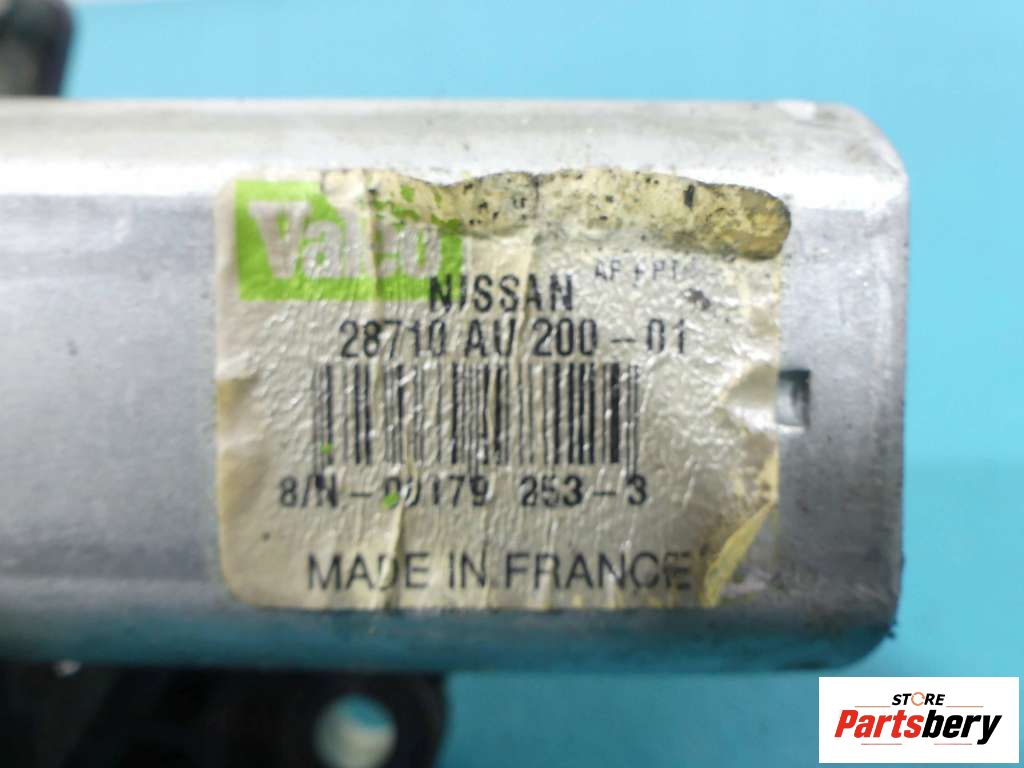 Valeo
NISSAN
28710 AU 200-01
S/N-00179 253-3
MADE IN FRANCE
STORE
Partsbery